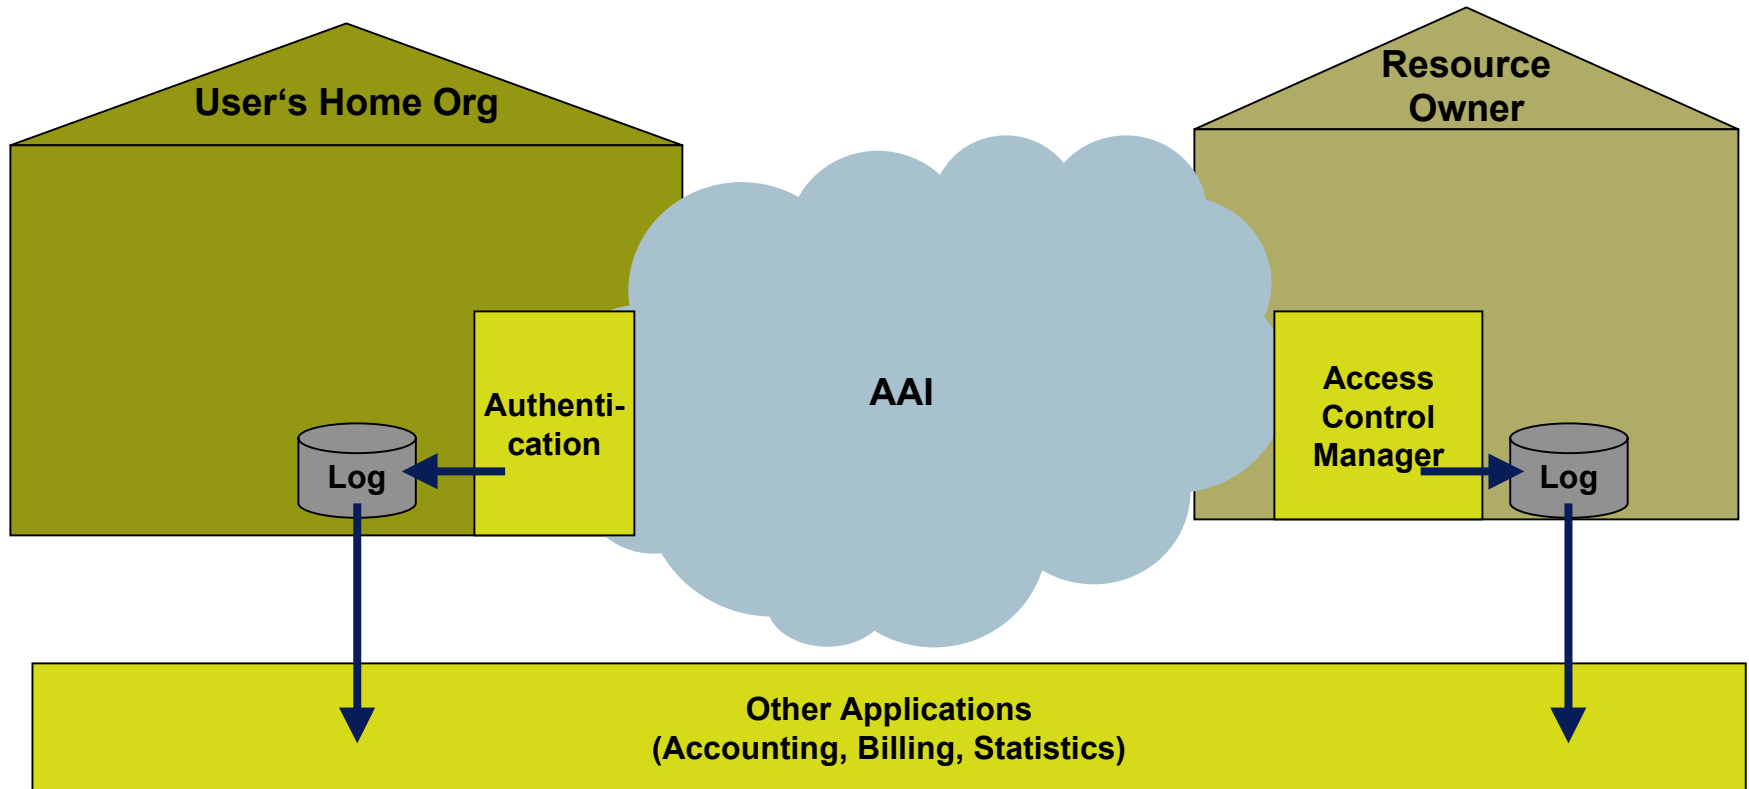 User‘s Home Org
Resource
Owner
AAI
Authenti-
cation
Log
Access
Control
Manager
Log
Other Applications
(Accounting, Billing, Statistics)